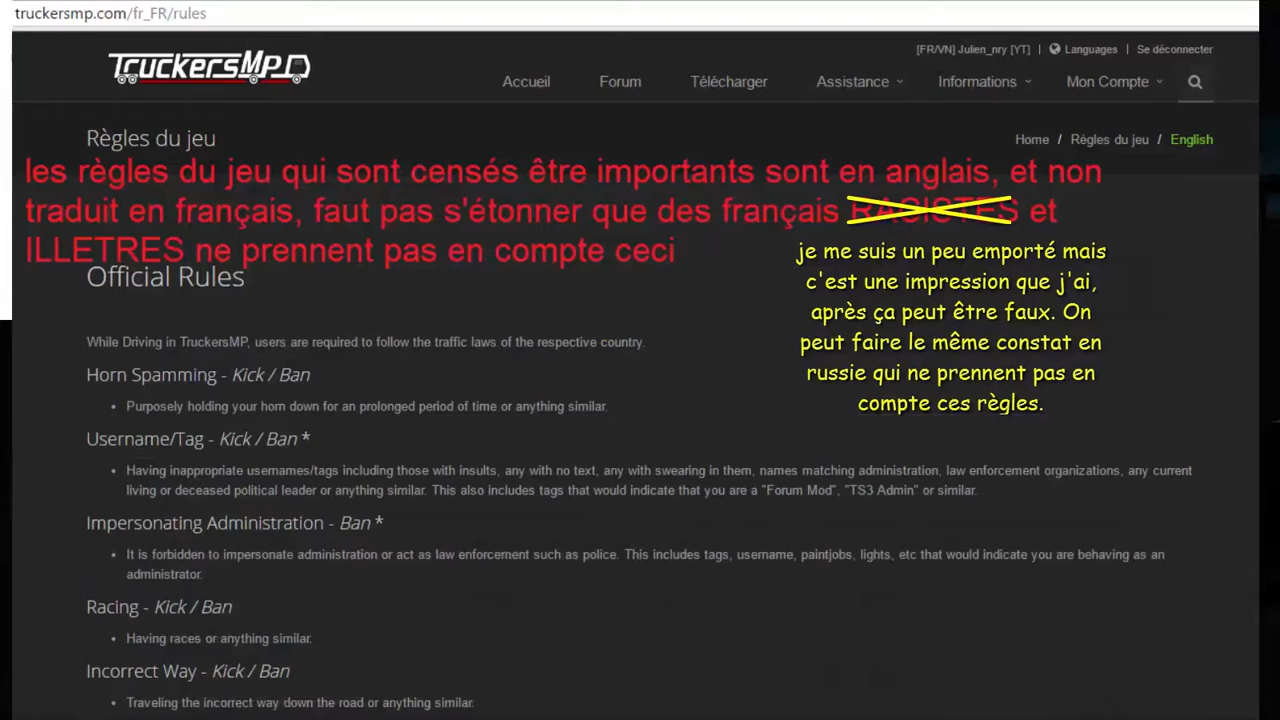 truckersmp.com/fr_FR/rules
[FR/VN] Julien_nry [YT] | Languages | Se déconnecter
TRUCKERSMP
Accueil Forum Télécharger Assistance Informations Mon Compte
Règles du jeu
Home / Règles du jeu / English
les règles du jeu qui sont censés être importants sont en anglais, et non
traduit en français, faut pas s'étonner que des français RACISTES et
ILLETRES ne prennent pas en compte ceci
je me suis un peu emporté mais
c'est une impression que j'ai,
après ça peut être faux. On
peut faire le même constat en
russie qui ne prennent pas en
compte ces règles.
Official Rules
While Driving in TruckersMP, users are required to follow the traffic laws of the respective country.
Horn Spamming - Kick / Ban
• Purposely holding your horn down for an prolonged period of time or anything similar.
Username/Tag - Kick / Ban *
• Having inappropriate usernames/tags including those with insults, any with no text, any with swearing in them, names matching administration, law enforcement organizations, any current
living or deceased political leader or anything similar. This also includes tags that would indicate that you are a "Forum Mod", "TS3 Admin" or similar.
Impersonating Administration - Ban *
• It is forbidden to impersonate administration or act as law enforcement such as police. This includes tags, username, paintjobs, lights, etc that would indicate you are behaving as an
administrator.
Racing - Kick / Ban
• Having races or anything similar.
Incorrect Way - Kick / Ban
• Traveling the incorrect way down the road or anything similar.